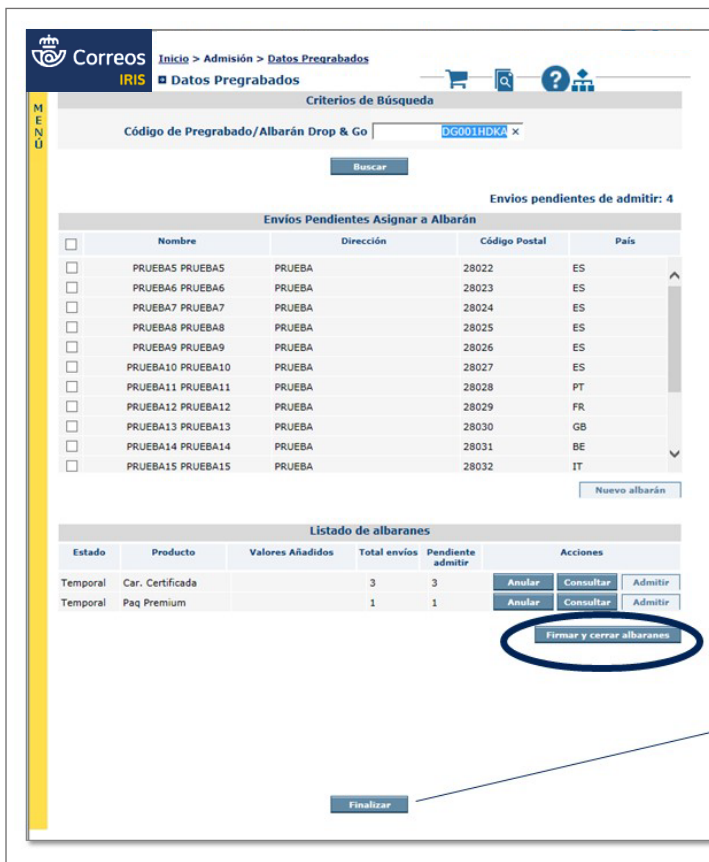 Correos
IRIS
Inicio > Admisión > Datos Pregrabados
Datos Pregrabados
MENÚ
Criterios de Búsqueda
Código de Pregrabado/Albarán Drop & Go DG001HDKA ×
Buscar
Envios pendientes de admitir: 4
Envíos Pendientes Asignar a Albarán
Nombre Dirección Código Postal País
PRUEBA5 PRUEBA5 PRUEBA 28022 ES
PRUEBA6 PRUEBA6 PRUEBA 28023 ES
PRUEBA7 PRUEBA7 PRUEBA 28024 ES
PRUEBA8 PRUEBA8 PRUEBA 28025 ES
PRUEBA9 PRUEBA9 PRUEBA 28026 ES
PRUEBA10 PRUEBA10 PRUEBA 28027 ES
PRUEBA11 PRUEBA11 PRUEBA 28028 PT
PRUEBA12 PRUEBA12 PRUEBA 28029 FR
PRUEBA13 PRUEBA13 PRUEBA 28030 GB
PRUEBA14 PRUEBA14 PRUEBA 28031 BE
PRUEBA15 PRUEBA15 PRUEBA 28032 IT
Nuevo albarán
Listado de albaranes
Estado Producto Valores Añadidos Total envíos Pendiente admitir Acciones
Temporal Car. Certificada 3 3 Anular Consultar Admitir
Temporal Paq Premium 1 1 Anular Consultar Admitir
Firmar y cerrar albaranes
Finalizar